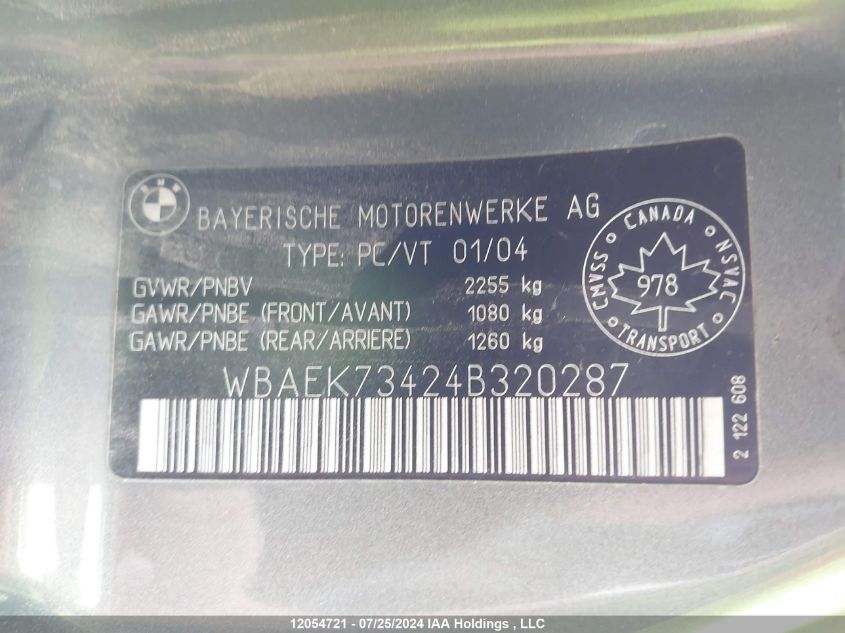 BMW
BAYERISCHE MOTORENWERKE AG
TYPE: PC/VT 01/04
GVWR/PNBV 2255 kg
GAWR/PNBE (FRONT/AVANT) 1080 kg
GAWR/PNBE (REAR/ARRIERE) 1260 kg
CANADA
CMVSS
NSVAC
978
TRANSPORT
WBAEK73424B320287
2 122 608
12054721 - 07/25/2024 IAA Holdings , LLC